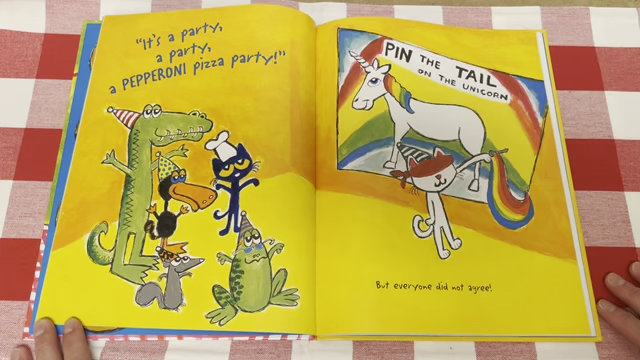 "It's a party,
a party,
a PEPPERONI pizza party!"
PIN THE TAIL
ON THE UNICORN
But everyone did not agree!